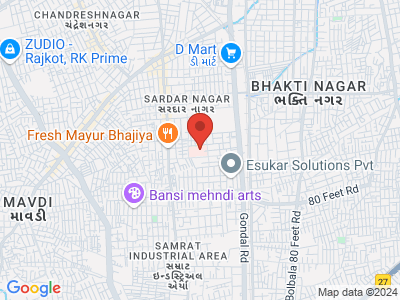 CHANDRESHNAGAR
ચંદ્રેશનગર
ZUDIO -
Rajkot, RK Prime
D Mart
ડી માર્ટ
BHAKTI NAGAR
ભક્તિ નગર
SARDAR NAGAR
સરદાર નાગર
Fresh Mayur Bhajiya
Esukar Solutions Pvt
MAVDI
માવડી
Bansi mehndi arts
80 Feet Rd
Gondal Rd
Bolbala 80 Feet Rd
SAMRAT
INDUSTRIAL AREA
સમ્રાટ
ઇન્ડસ્ટ્રિઅલ
એર્યા
27
Google
Map data ©2024